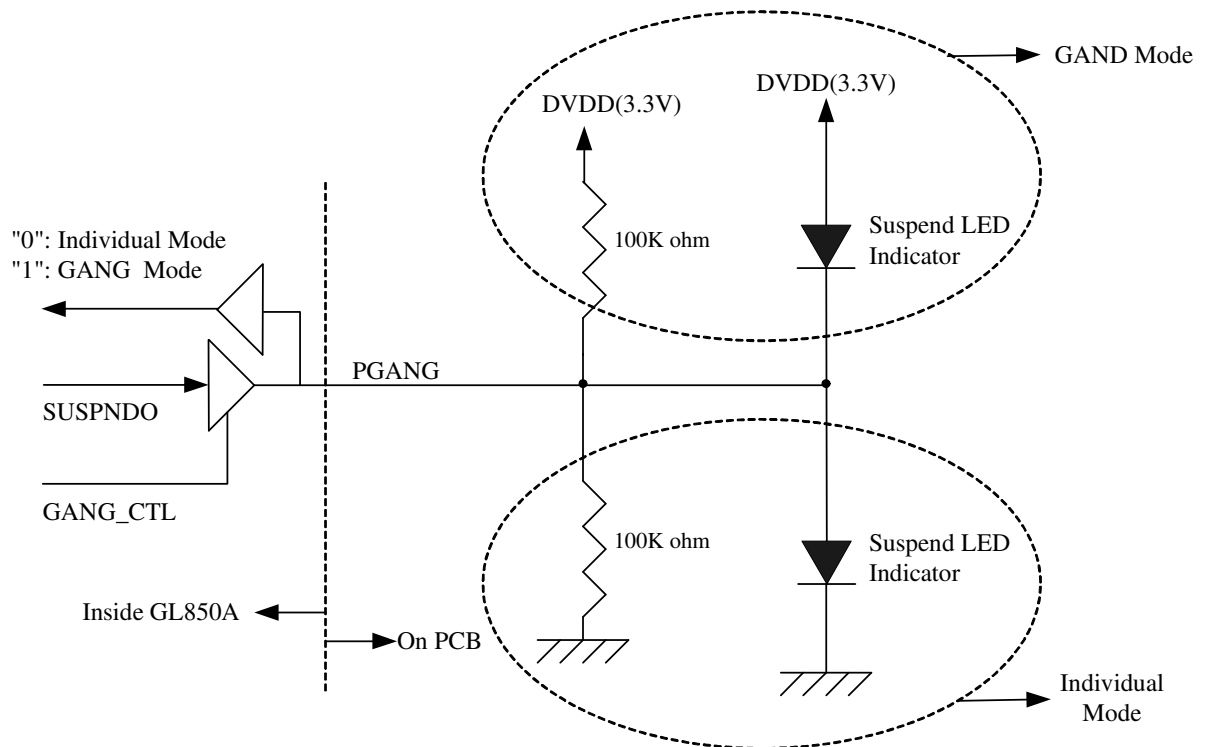 GAND Mode
DVDD(3.3V)
DVDD(3.3V)
"0": Individual Mode
"1": GANG Mode
100K ohm
Suspend LED
Indicator
PGANG
SUSPNDO
GANG_CTL
100K ohm
Suspend LED
Indicator
Inside GL850A
On PCB
Individual
Mode